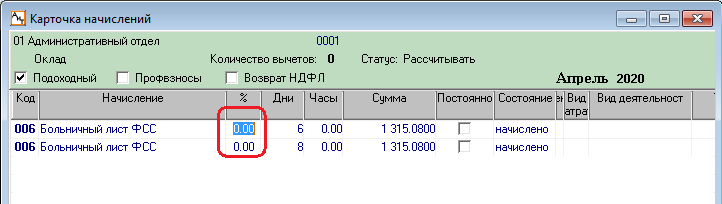 Карточка начислений
01 Административный отдел 0001
Оклад Количество вычетов: 0 Статус: Рассчитывать
Подоходный Профвзносы Возврат НДФЛ Апрель 2020
Код Начисление % Дни Часы Сумма Постоянно Состояние Вид Вид деятельност
атра
006 Больничный лист ФСС 0.00 6 0.00 1 315.0800 начислено
006 Больничный лист ФСС 0.00 8 0.00 1 315.0800 начислено